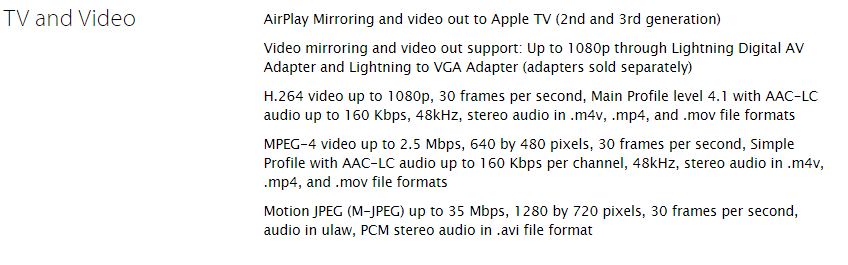 TV and Video
AirPlay Mirroring and video out to Apple TV (2nd and 3rd generation)
Video mirroring and video out support: Up to 1080p through Lightning Digital AV
Adapter and Lightning to VGA Adapter (adapters sold separately)
H.264 video up to 1080p, 30 frames per second, Main Profile level 4.1 with AAC-LC
audio up to 160 Kbps, 48kHz, stereo audio in .m4v, .mp4, and .mov file formats
MPEG-4 video up to 2.5 Mbps, 640 by 480 pixels, 30 frames per second, Simple
Profile with AAC-LC audio up to 160 Kbps per channel, 48kHz, stereo audio in .m4v,
.mp4, and .mov file formats
Motion JPEG (M-JPEG) up to 35 Mbps, 1280 by 720 pixels, 30 frames per second,
audio in ulaw, PCM stereo audio in .avi file format